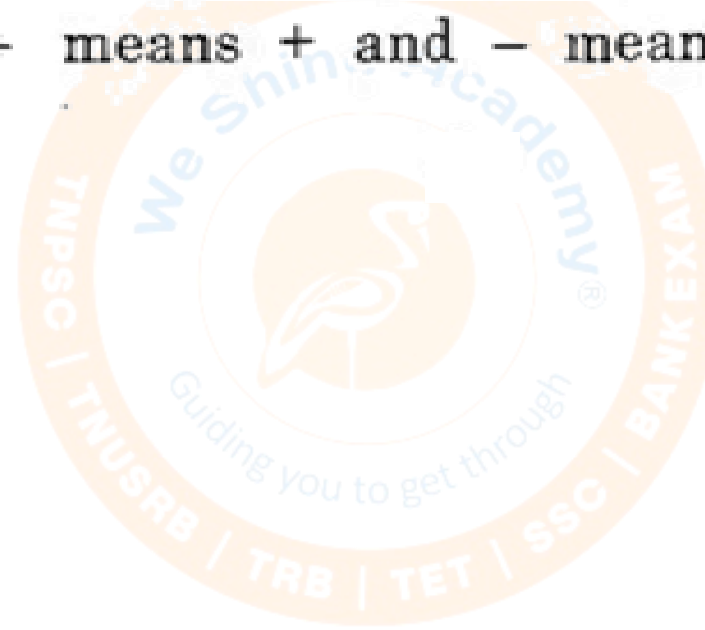 means + and − mean
We Shine Academy ®
Guiding you to get through
TNPSC | TNUSRB | TRB | TET | SSC | BANK EXAM